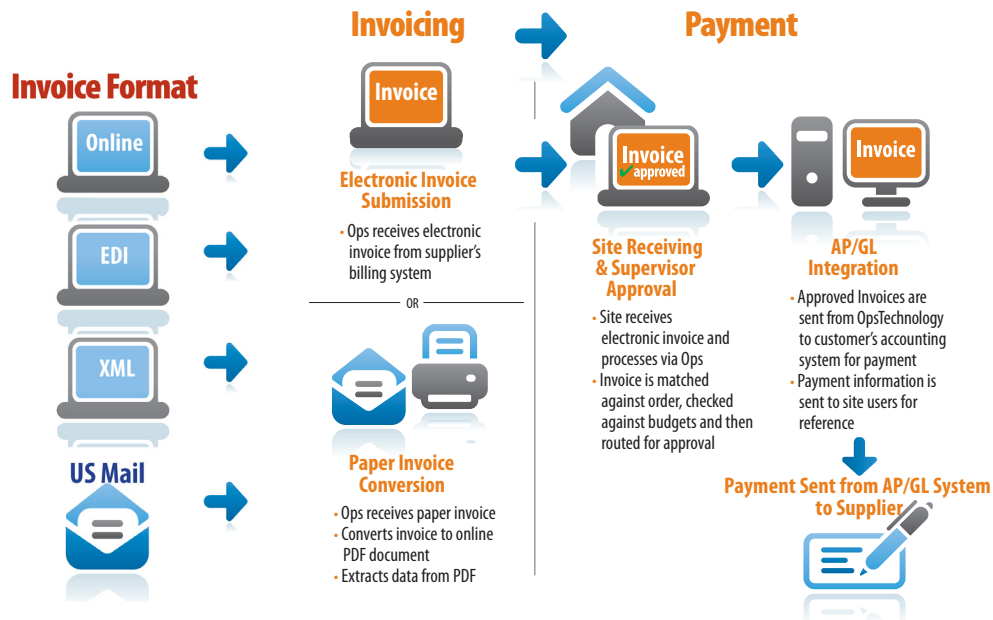 Invoicing
Payment
Invoice Format
Online
EDI
XML
US Mail
Invoice
Electronic Invoice
Submission
• Ops receives electronic
invoice from supplier's
billing system
OR
Paper Invoice
Conversion
• Ops receives paper invoice
• Converts invoice to online
PDF document
• Extracts data from PDF
Invoice
✓approved
Site Receiving
& Supervisor
Approval
• Site receives
electronic invoice and
processes via Ops
• Invoice is matched
against order, checked
against budgets and then
routed for approval
Invoice
AP/GL
Integration
• Approved Invoices are
sent from OpsTechnology
to customer's accounting
system for payment
• Payment information is
sent to site users for
reference
Payment Sent from AP/GL System
to Supplier